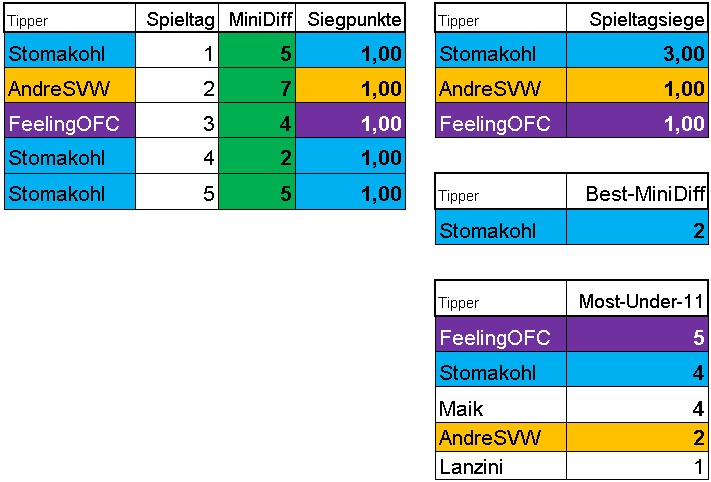 Tipper Spieltag MiniDiff Siegpunkte
Stomakohl 1 5 1,00
AndreSVW 2 7 1,00
FeelingOFC 3 4 1,00
Stomakohl 4 2 1,00
Stomakohl 5 5 1,00
Tipper Spieltagsiege
Stomakohl 3,00
AndreSVW 1,00
FeelingOFC 1,00
Tipper Best-MiniDiff
Stomakohl 2
Tipper Most-Under-11
FeelingOFC 5
Stomakohl 4
Maik 4
AndreSVW 2
Lanzini 1